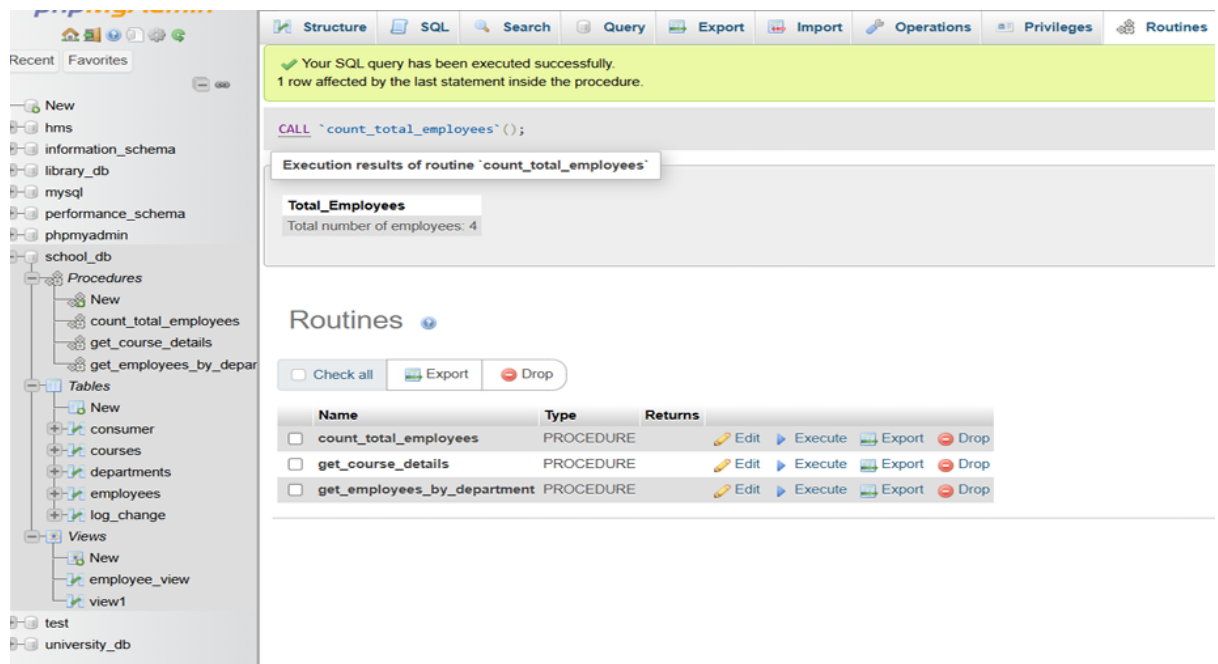 phpMyAdmin
Recent Favorites
New
hms
information_schema
library_db
mysql
performance_schema
phpmyadmin
school_db
Procedures
New
count_total_employees
get_course_details
get_employees_by_depar
Tables
New
consumer
courses
departments
employees
log_change
Views
New
employee_view
view1
test
university_db
Structure SQL Search Query Export Import Operations Privileges Routines
Your SQL query has been executed successfully.
1 row affected by the last statement inside the procedure.
CALL `count_total_employees`();
Execution results of routine `count_total_employees`
Total_Employees
Total number of employees: 4
Routines
Check all Export Drop
Name Type Returns
count_total_employees PROCEDURE Edit Execute Export Drop
get_course_details PROCEDURE Edit Execute Export Drop
get_employees_by_department PROCEDURE Edit Execute Export Drop